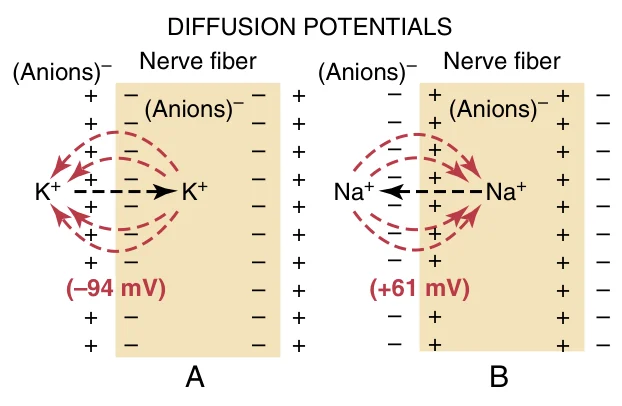 DIFFUSION POTENTIALS
Nerve fiber
(Anions)–
(Anions)–
K+
K+
(–94 mV)
A
Nerve fiber
(Anions)–
(Anions)–
Na+
Na+
(+61 mV)
B